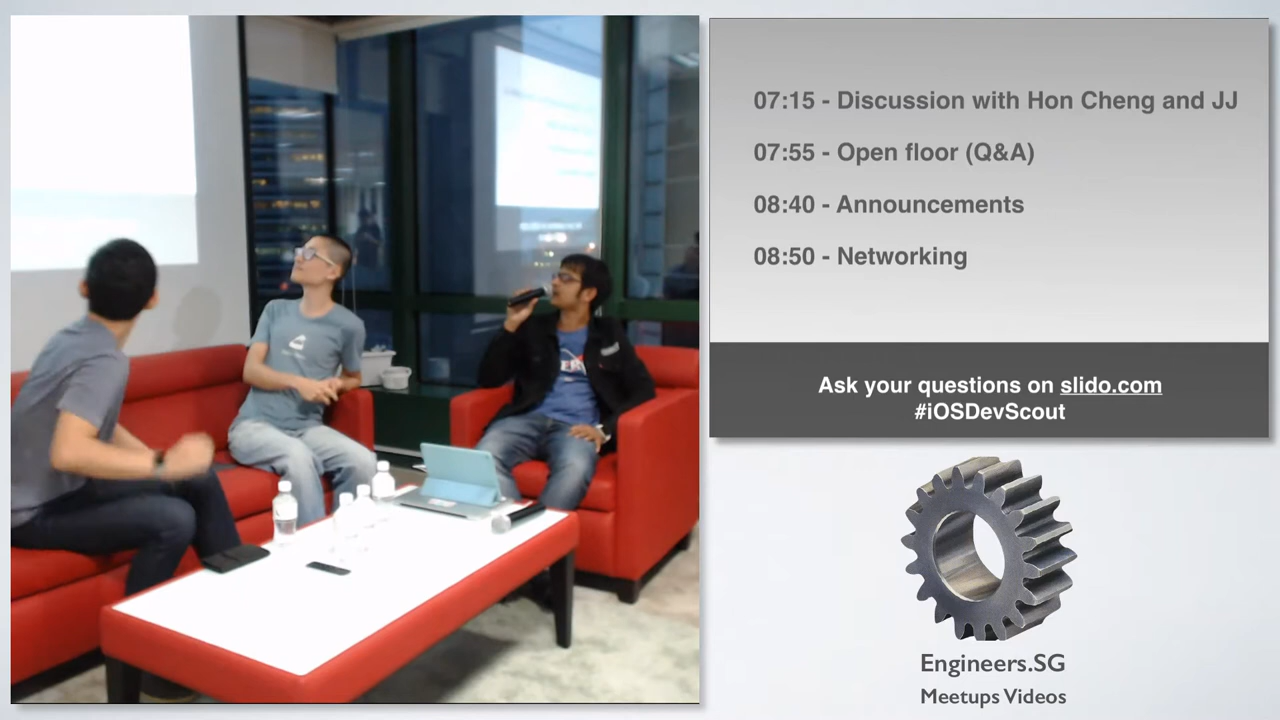 07:15 - Discussion with Hon Cheng and JJ
07:55 - Open floor (Q&A)
08:40 - Announcements
08:50 - Networking
Ask your questions on slido.com
#iOSDevScout
Engineers.SG
Meetups Videos